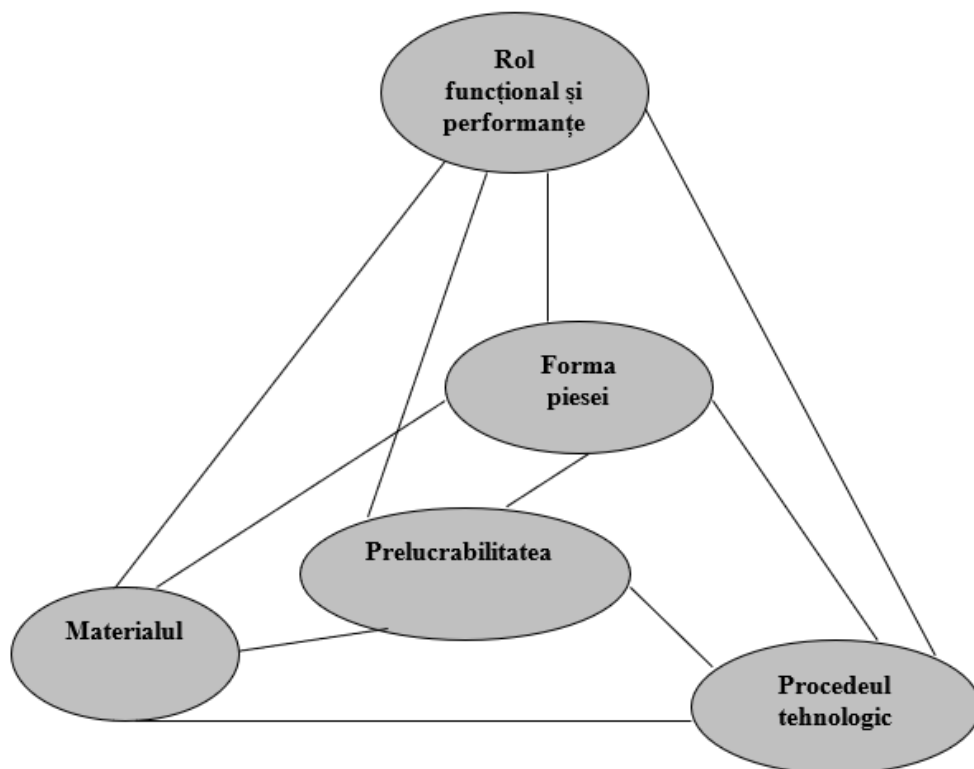 Rol
funcțional și
performanțe
Forma
piesei
Prelucrabilitatea
Materialul
Procedeul
tehnologic